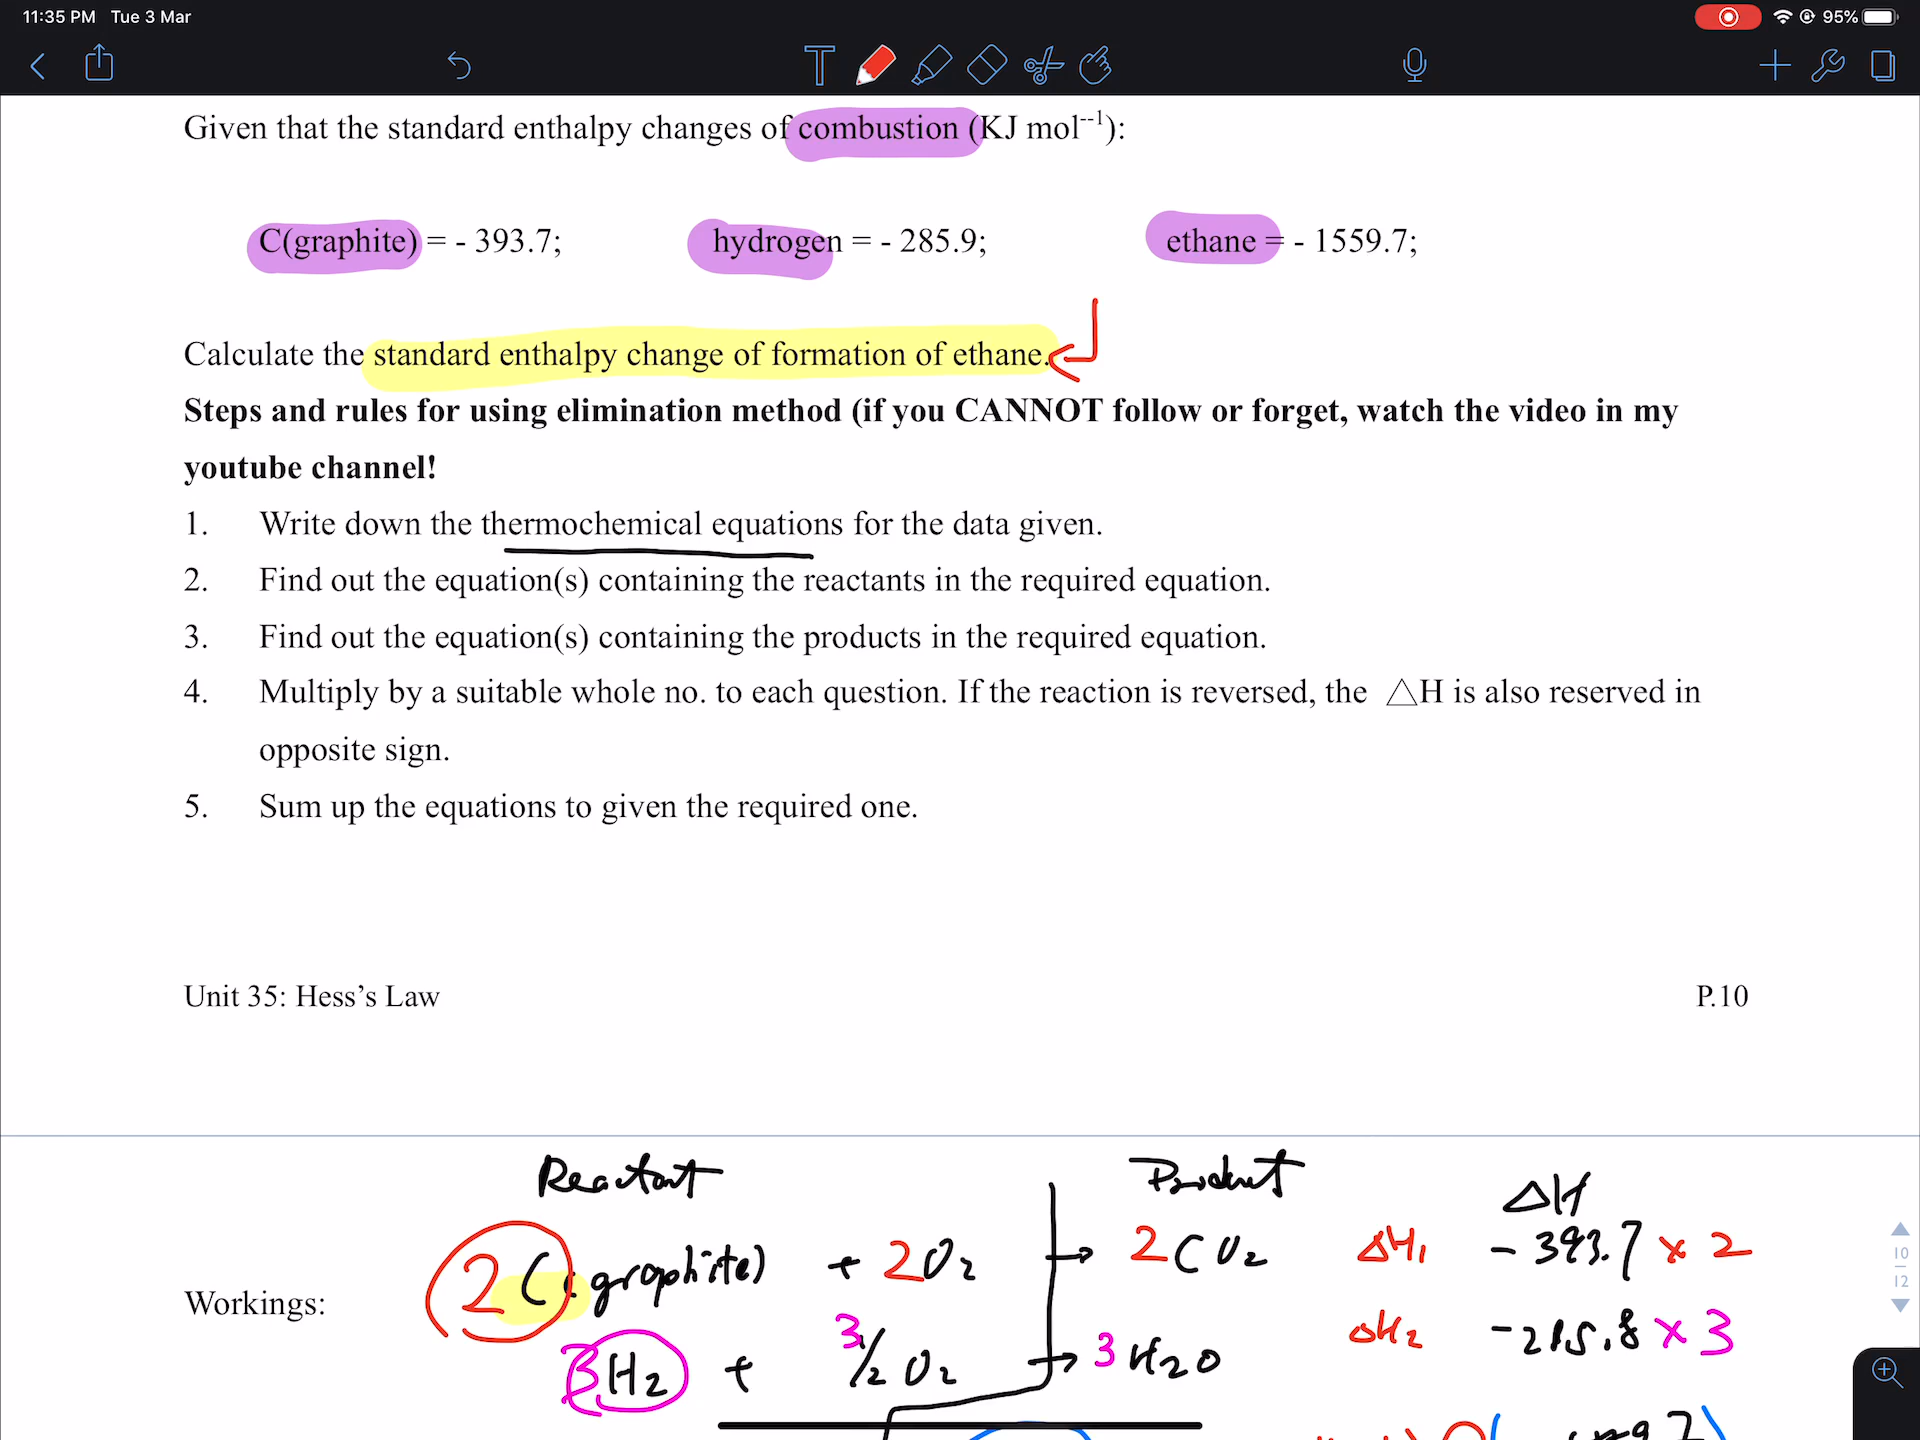 11:35 PM Tue 3 Mar 95%
Given that the standard enthalpy changes of combustion (KJ mol--1):
C(graphite) = - 393.7; hydrogen = - 285.9; ethane = - 1559.7;
Calculate the standard enthalpy change of formation of ethane.
Steps and rules for using elimination method (if you CANNOT follow or forget, watch the video in my
youtube channel!
1. Write down the thermochemical equations for the data given.
2. Find out the equation(s) containing the reactants in the required equation.
3. Find out the equation(s) containing the products in the required equation.
4. Multiply by a suitable whole no. to each question. If the reaction is reversed, the △H is also reserved in
opposite sign.
5. Sum up the equations to given the required one.
Unit 35: Hess’s Law P.10
Reactant Product ΔH
Workings: 2C(graphite) + 2O2 → 2CO2 ΔH1 -393.7 x 2
3H2 + 3/2 O2 → 3H2O ΔH2 -285.8 x 3
10
12